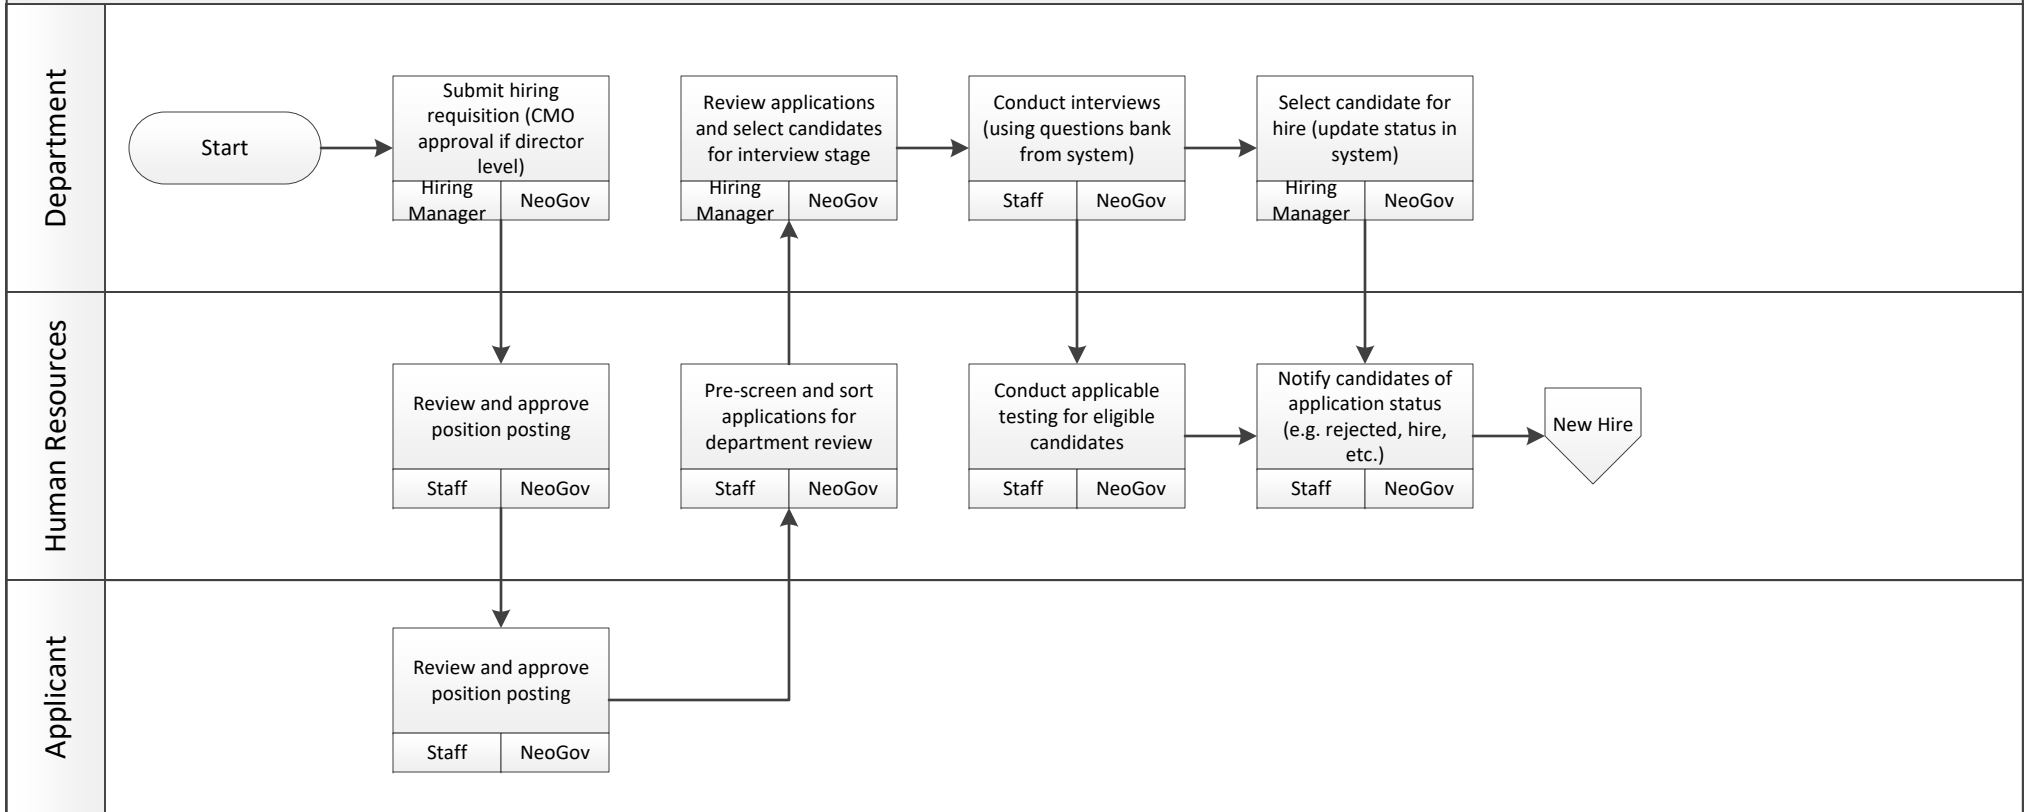 Department
Start
Submit hiring
requisition (CMO
approval if director
level)
Hiring
Manager
NeoGov
Review applications
and select candidates
for interview stage
Hiring
Manager
NeoGov
Conduct interviews
(using questions bank
from system)
Staff
NeoGov
Select candidate for
hire (update status in
system)
Hiring
Manager
NeoGov
Human Resources
Review and approve
position posting
Staff
NeoGov
Pre-screen and sort
applications for
department review
Staff
NeoGov
Conduct applicable
testing for eligible
candidates
Staff
NeoGov
Notify candidates of
application status
(e.g. rejected, hire,
etc.)
Staff
NeoGov
New Hire
Applicant
Review and approve
position posting
Staff
NeoGov